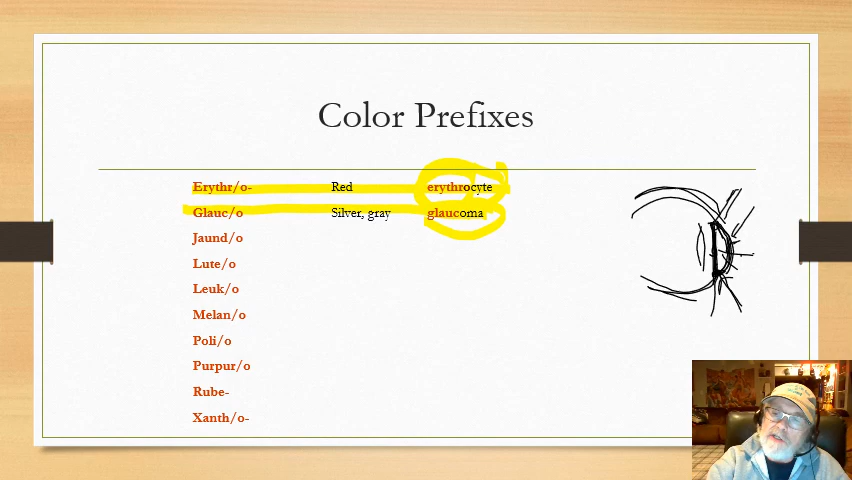 Color Prefixes
Erythr/o- Red erythrocyte
Glauc/o Silver, gray glaucoma
Jaund/o
Lute/o
Leuk/o
Melan/o
Poli/o
Purpur/o
Rube-
Xanth/o-